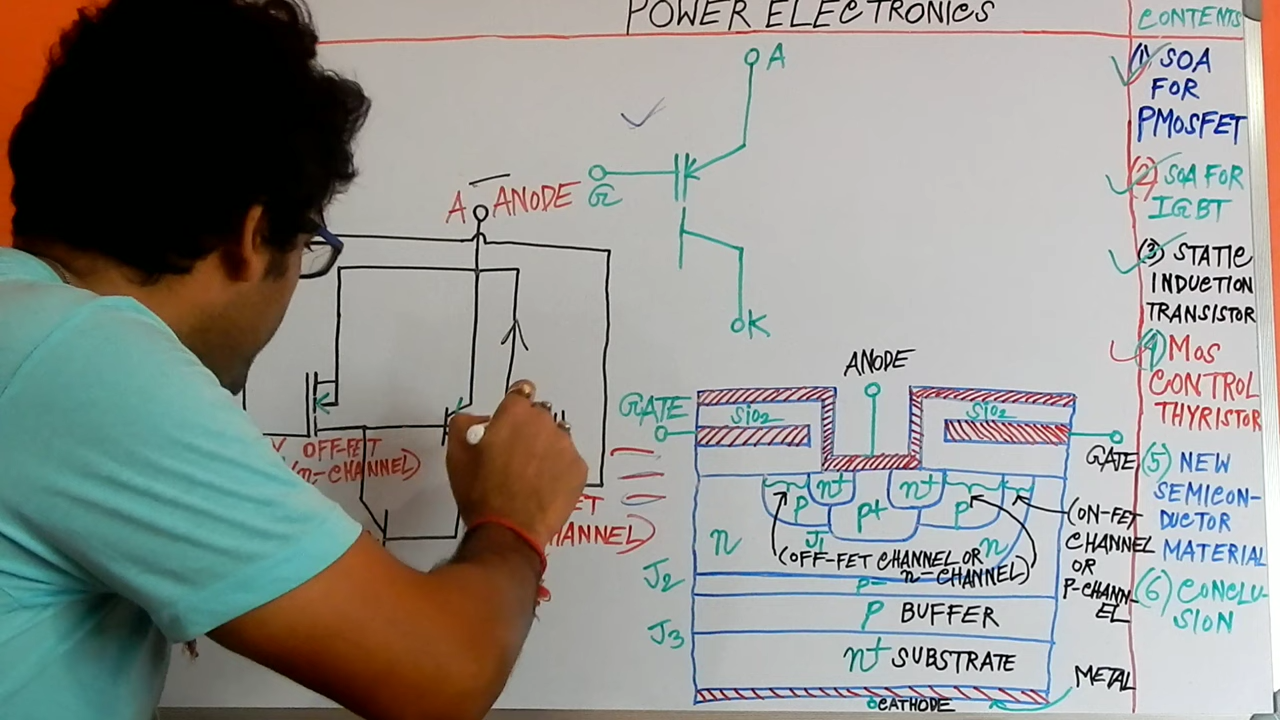 POWER ELECTRONICS
CONTENTS
(1) SOA
FOR
PMOSFET
(2) SOA FOR
IGBT
(3) STATIC
INDUCTION
TRANSISTOR
(4) MOS
CONTROL
THYRISTOR
(5) NEW
SEMICON-
DUCTOR
MATERIAL
(6) CONCLU-
SION
A
G
K
A ANODE
OFF-FET
(n-CHANNEL)
ET
HANNEL)
ANODE
GATE
SiO2
SiO2
GATE
n+
n+
P
P+
P
n
J1
n
(OFF-FET CHANNEL OR
n-CHANNEL)
(ON-FET
CHANNEL
OR
P-CHANN-
EL
J2
P-
P BUFFER
J3
n+ SUBSTRATE
METAL
CATHODE